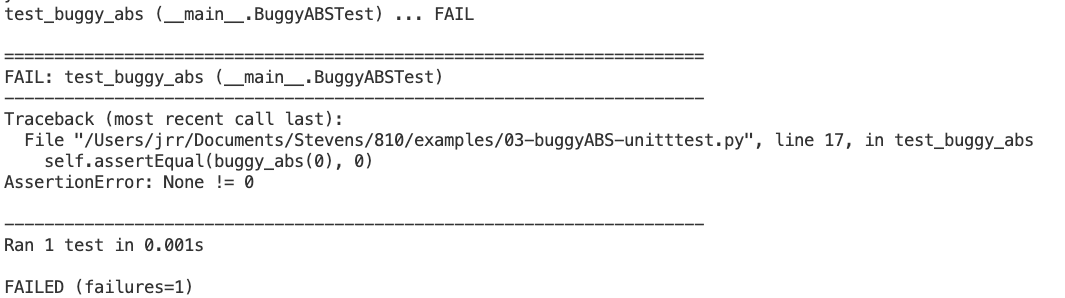 test_buggy_abs (__main__.BuggyABSTest) ... FAIL
======================================================================
FAIL: test_buggy_abs (__main__.BuggyABSTest)
----------------------------------------------------------------------
Traceback (most recent call last):
  File "/Users/jrr/Documents/Stevens/810/examples/03-buggyABS-unitttest.py", line 17, in test_buggy_abs
    self.assertEqual(buggy_abs(0), 0)
AssertionError: None != 0
----------------------------------------------------------------------
Ran 1 test in 0.001s
FAILED (failures=1)